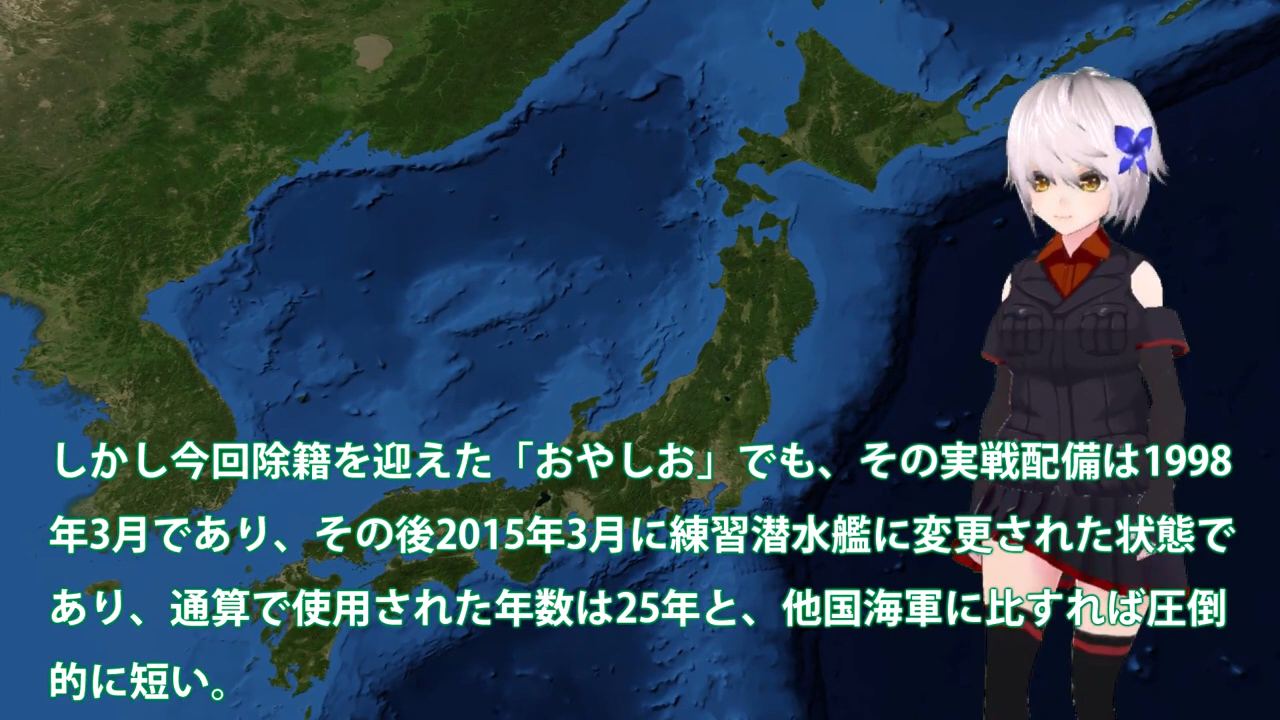 しかし今回除籍を迎えた「おやしお」でも、その実戦配備は1998
年3月であり、その後2015年3月に練習潜水艦に変更された状態で
あり、通算で使用された年数は25年と、他国海軍に比すれば圧倒
的に短い。